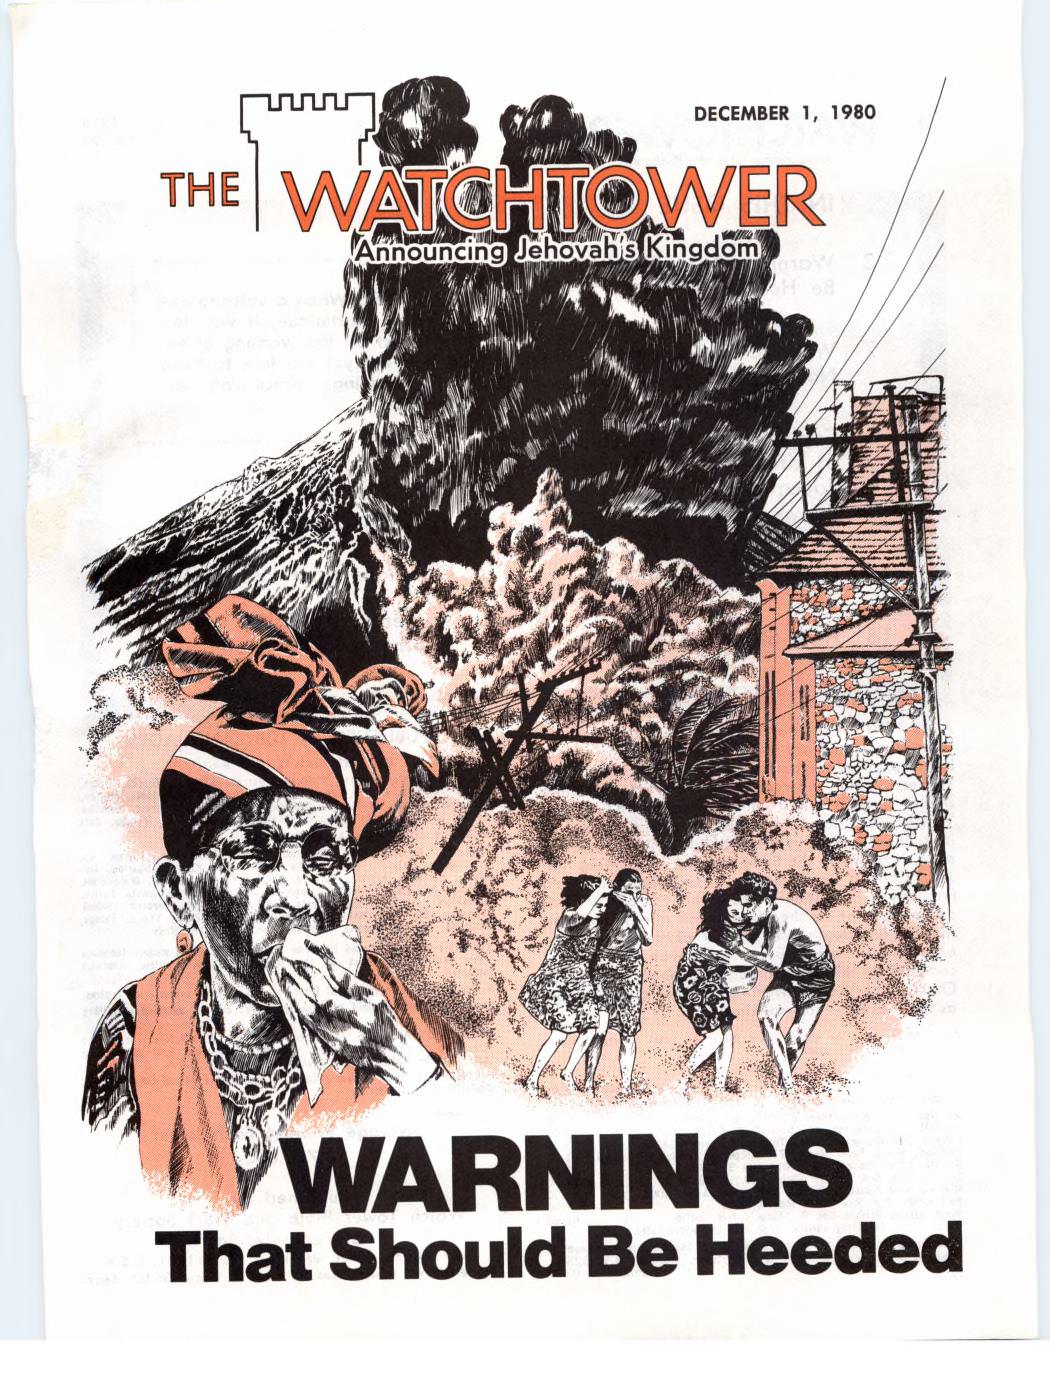 DECEMBER 1, 1980
THE WATCHTOWER
Announcing Jehovah's Kingdom
WARNINGS
That Should Be Heeded